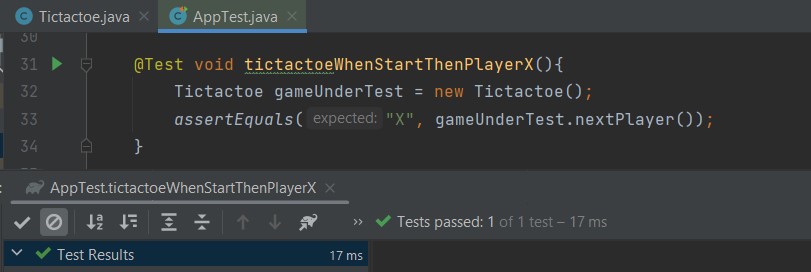 Tictactoe.java × AppTest.java ×
30
31 @Test void tictactoeWhenStartThenPlayerX(){
32 Tictactoe gameUnderTest = new Tictactoe();
33 assertEquals( expected: "X", gameUnderTest.nextPlayer());
34 }
: AppTest.tictactoeWhenStartThenPlayerX ×
>> Tests passed: 1 of 1 test – 17 ms
Test Results 17 ms